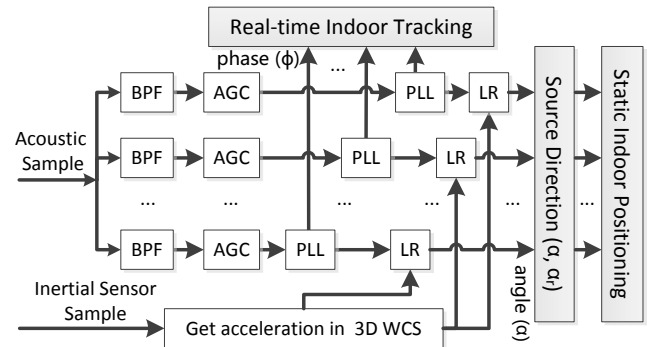 Real-time Indoor Tracking
phase (ϕ)
...
BPF
AGC
PLL
LR
Acoustic
Sample
BPF
AGC
PLL
LR
...
...
...
...
BPF
AGC
PLL
LR
Inertial Sensor
Sample
Get acceleration in 3D WCS
angle (α)
Source Direction (α, αr)
Static Indoor Positioning